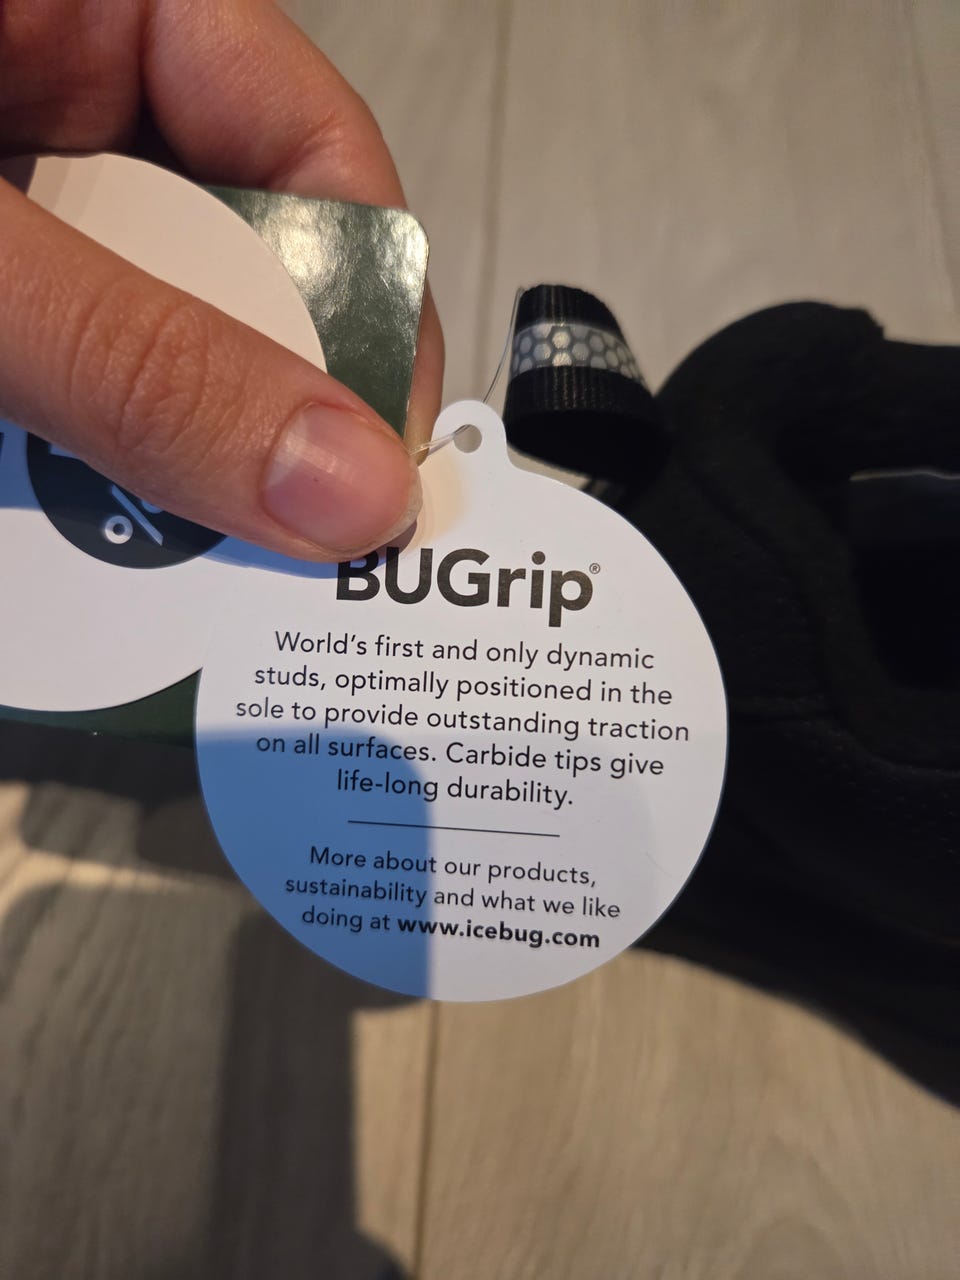 %
BUGrip®
World's first and only dynamic
studs, optimally positioned in the
sole to provide outstanding traction
on all surfaces. Carbide tips give
life-long durability.
More about our products,
sustainability and what we like
doing at www.icebug.com